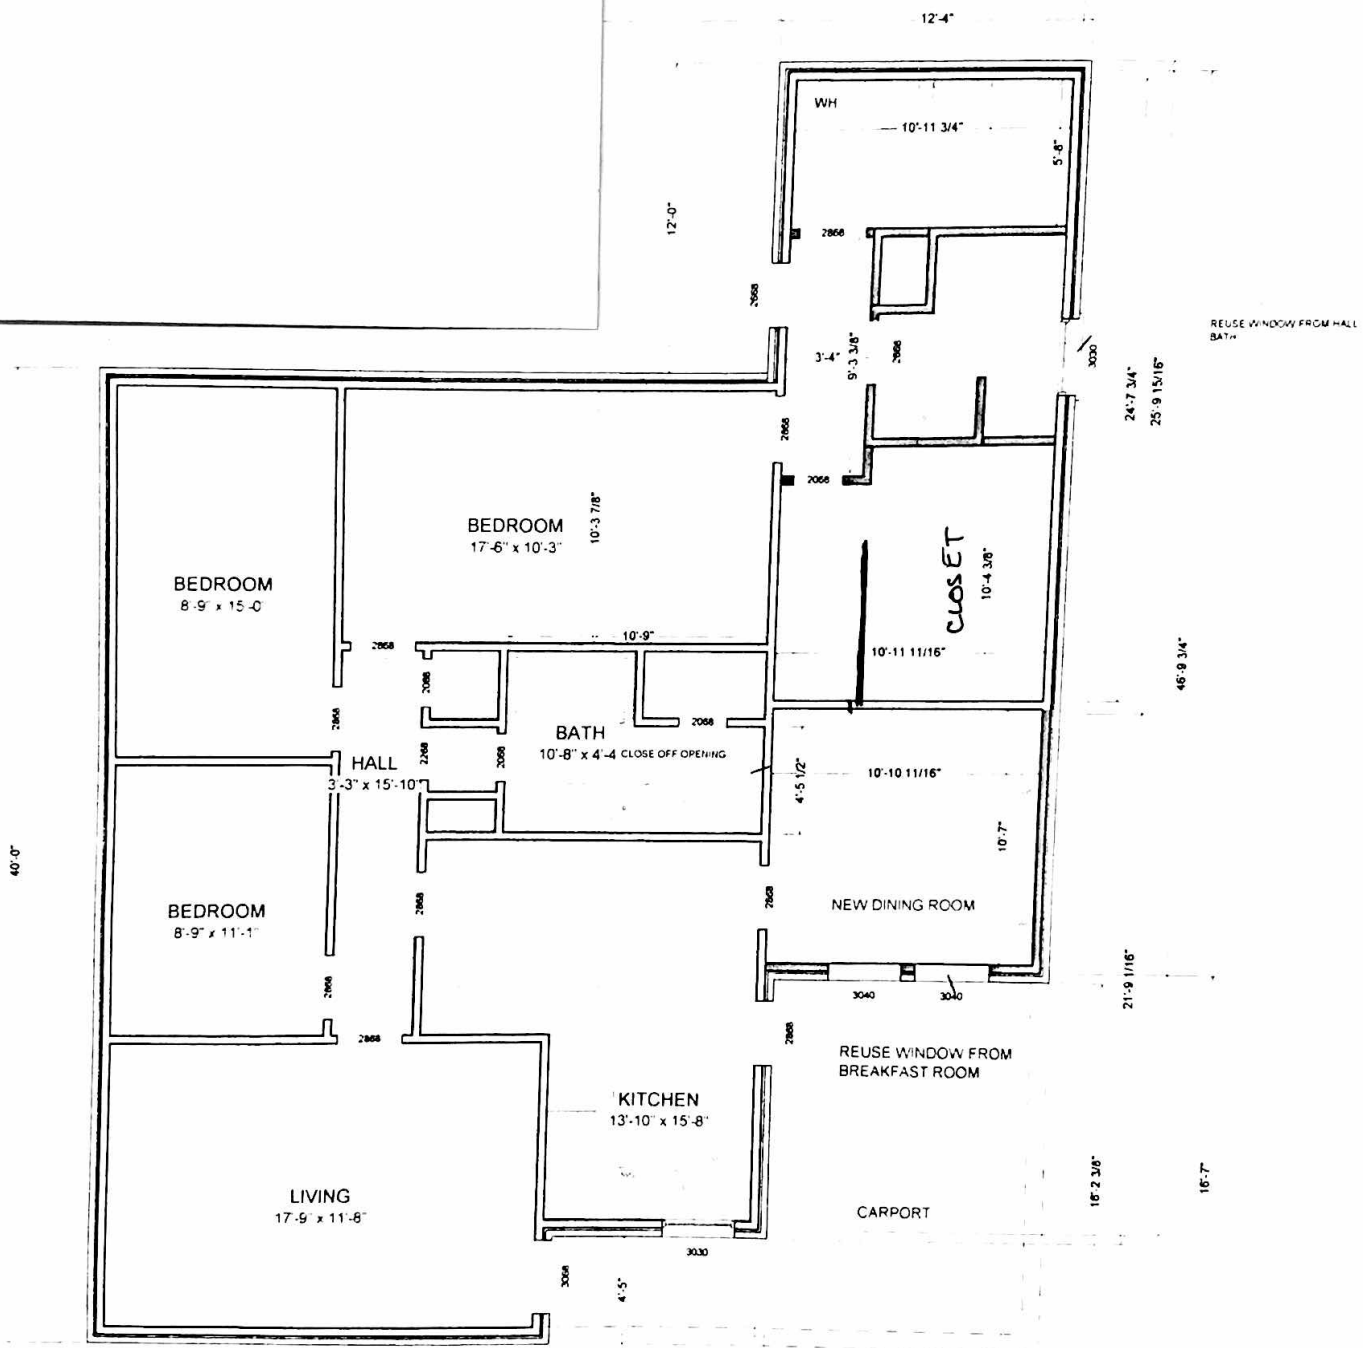 12'-4"
WH
10'-11 3/4"
5'-8"
12'-0"
2868
2668
REUSE WINDOW FROM HALL
BATH
3'-4"
9'-3 3/8"
2868
3030
24'-7 3/4"
25'-9 15/16"
2868
2068
BEDROOM
17'-6" x 10'-3"
10'-3 7/8"
CLOSET
10'-4 3/8"
BEDROOM
8'-9" x 15'-0"
10'-9"
2868
10'-11 11/16"
46'-9 3/4"
2068
2868
2068
BATH
10'-8" x 4'-4 CLOSE OFF OPENING
2268
2068
HALL
3'-3" x 15'-10"
4'-5 1/2"
10'-10 11/16"
10'-7"
40'-0"
BEDROOM
8'-9" x 11'-1"
2868
2868
NEW DINING ROOM
2868
3040
3040
21'-9 1/16"
2868
2868
REUSE WINDOW FROM
BREAKFAST ROOM
KITCHEN
13'-10" x 15'-8"
LIVING
17'-9" x 11'-8"
CARPORT
16'-2 3/8"
16'-7"
3030
3068
4'-5"